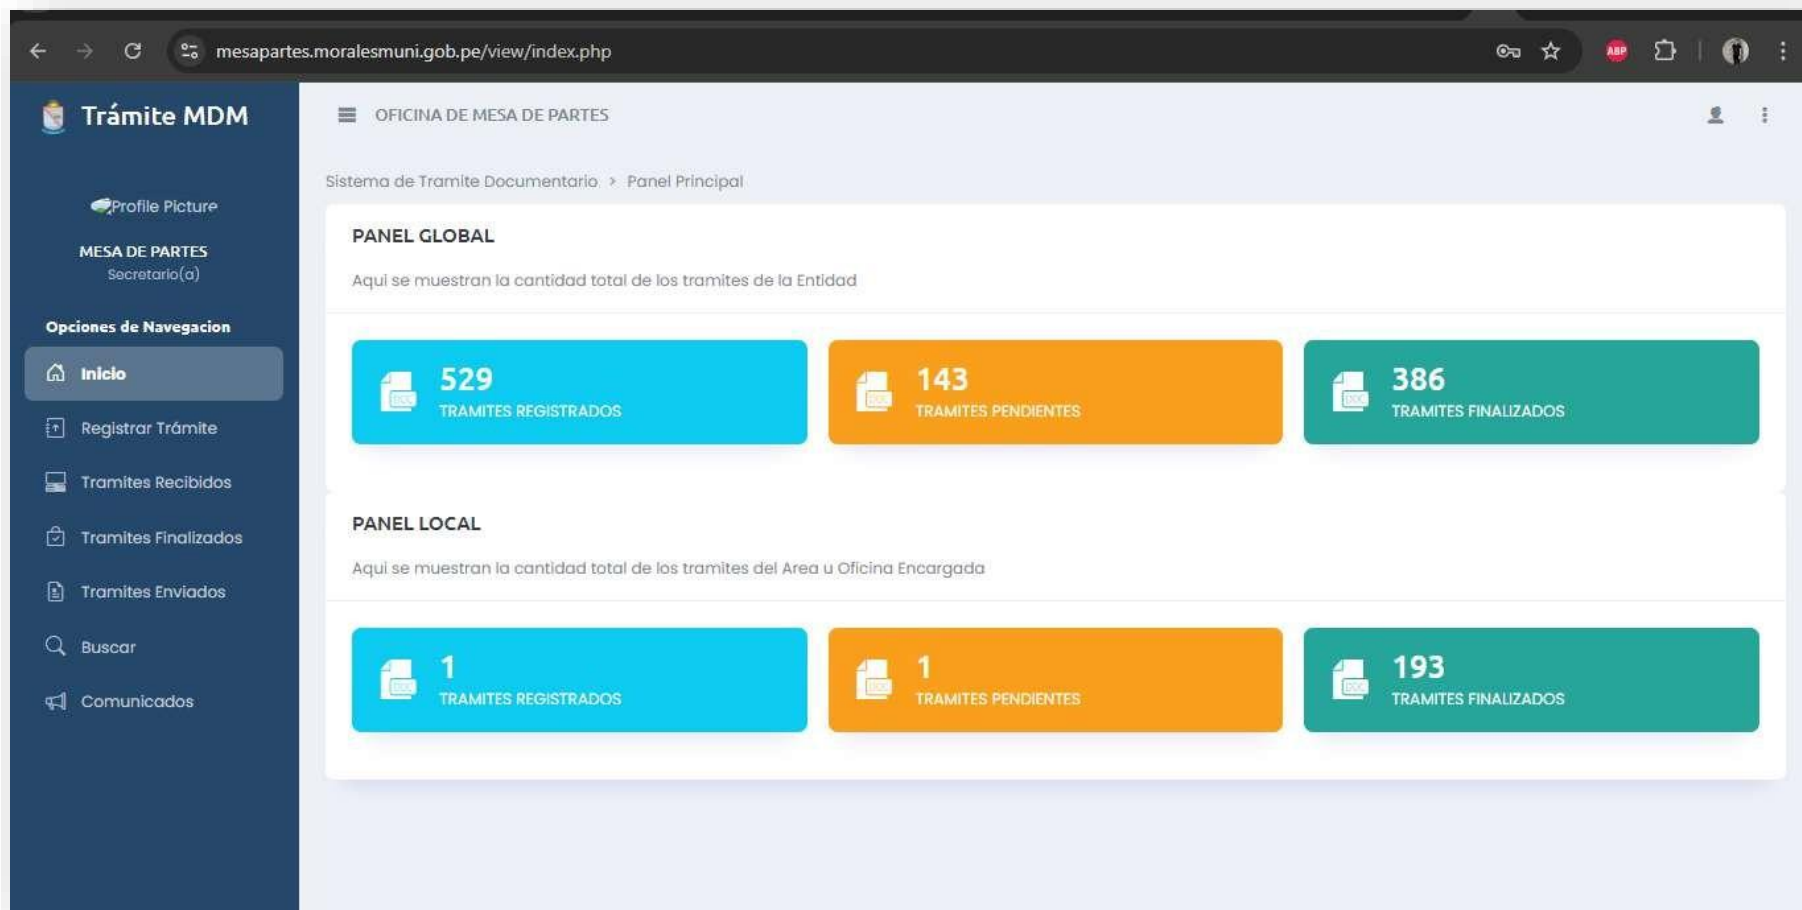 mesapartes.moralesmuni.gob.pe/view/index.php
ABP
Trámite MDM
OFICINA DE MESA DE PARTES
Profile Picture
MESA DE PARTES
Secretario(a)
Opciones de Navegacion
Inicio
Registrar Trámite
Tramites Recibidos
Tramites Finalizados
Tramites Enviados
Buscar
Comunicados
Sistema de Tramite Documentario > Panel Principal
PANEL GLOBAL
Aqui se muestran la cantidad total de los tramites de la Entidad
529
TRAMITES REGISTRADOS
143
TRAMITES PENDIENTES
386
TRAMITES FINALIZADOS
PANEL LOCAL
Aqui se muestran la cantidad total de los tramites del Area u Oficina Encargada
1
TRAMITES REGISTRADOS
1
TRAMITES PENDIENTES
193
TRAMITES FINALIZADOS